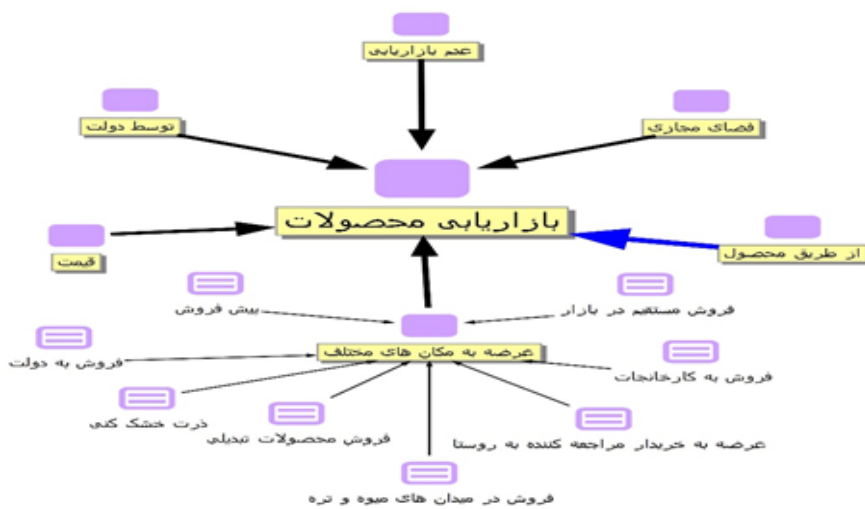 عدم بازاریابی
توسط دولت
فضای مجازی
بازاریابی محصولات
قیمت
از طریق محصول
پیش فروش
فروش مستقیم در بازار
عرضه به مکان های مختلف
فروش به دولت
فروش به کارخانجات
ذرت خشک کنی
فروش محصولات تبدیلی
عرضه به خریدار مراجعه کننده به روستا
فروش در میدان های میوه و تره